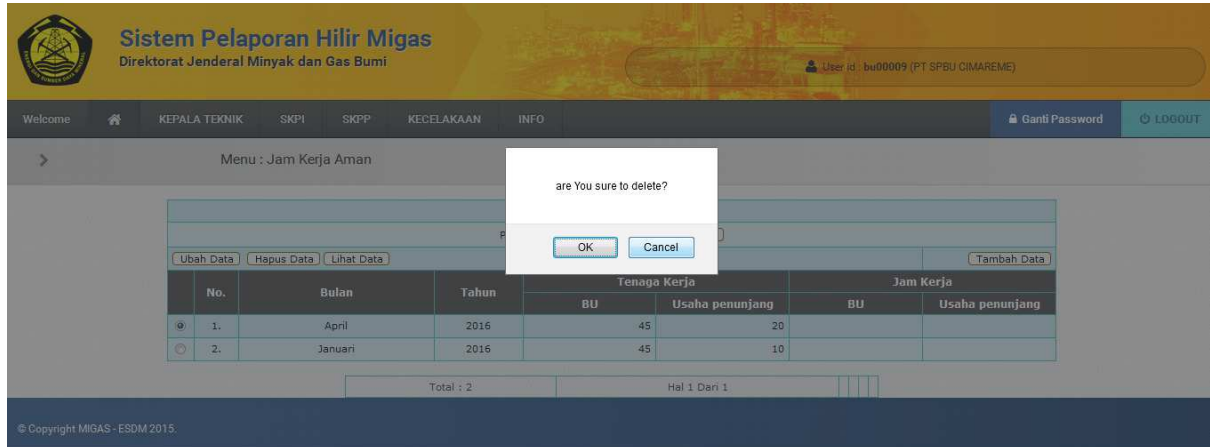 Sistem Pelaporan Hilir Migas
Direktorat Jenderal Minyak dan Gas Bumi
User id : bu00009 (PT SPBU CIMAREME)
Welcome KEPALA TEKNIK SKPI SKPP KECELAKAAN INFO Ganti Password LOGOUT
Menu : Jam Kerja Aman
are You sure to delete?
OK Cancel
Ubah Data Hapus Data Lihat Data Tambah Data
No. Bulan Tahun Tenaga Kerja Jam Kerja
BU Usaha penunjang BU Usaha penunjang
1. April 2016 45 20
2. Januari 2016 45 10
Total : 2 Hal 1 Dari 1
© Copyright MIGAS - ESDM 2015.